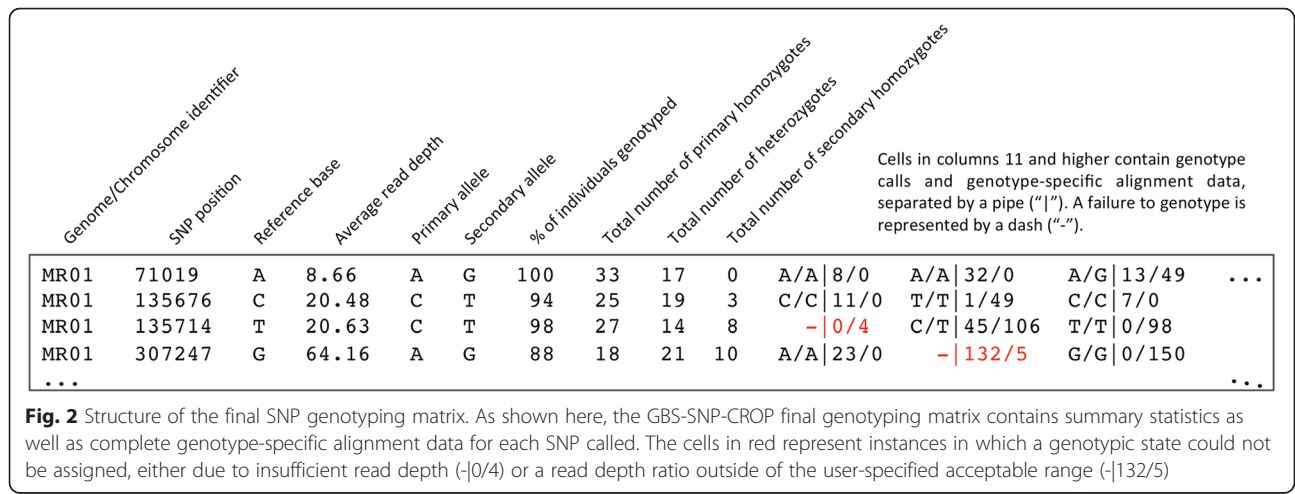 Genome/Chromosome identifier
SNP position
Reference base
Average read depth
Primary allele
Secondary allele
% of individuals genotyped
Total number of primary homozygotes
Total number of heterozygotes
Total number of secondary homozygotes
Cells in columns 11 and higher contain genotype
calls and genotype-specific alignment data,
separated by a pipe (“|”). A failure to genotype is
represented by a dash (“-”).
MR01 71019 A 8.66 A G 100 33 17 0 A/A|8/0 A/A|32/0 A/G|13/49 ...
MR01 135676 C 20.48 C T 94 25 19 3 C/C|11/0 T/T|1/49 C/C|7/0
MR01 135714 T 20.63 C T 98 27 14 8 -|0/4 C/T|45/106 T/T|0/98
MR01 307247 G 64.16 A G 88 18 21 10 A/A|23/0 -|132/5 G/G|0/150
... ...
Fig. 2 Structure of the final SNP genotyping matrix. As shown here, the GBS-SNP-CROP final genotyping matrix contains summary statistics as
well as complete genotype-specific alignment data for each SNP called. The cells in red represent instances in which a genotypic state could not
be assigned, either due to insufficient read depth (-|0/4) or a read depth ratio outside of the user-specified acceptable range (-|132/5)